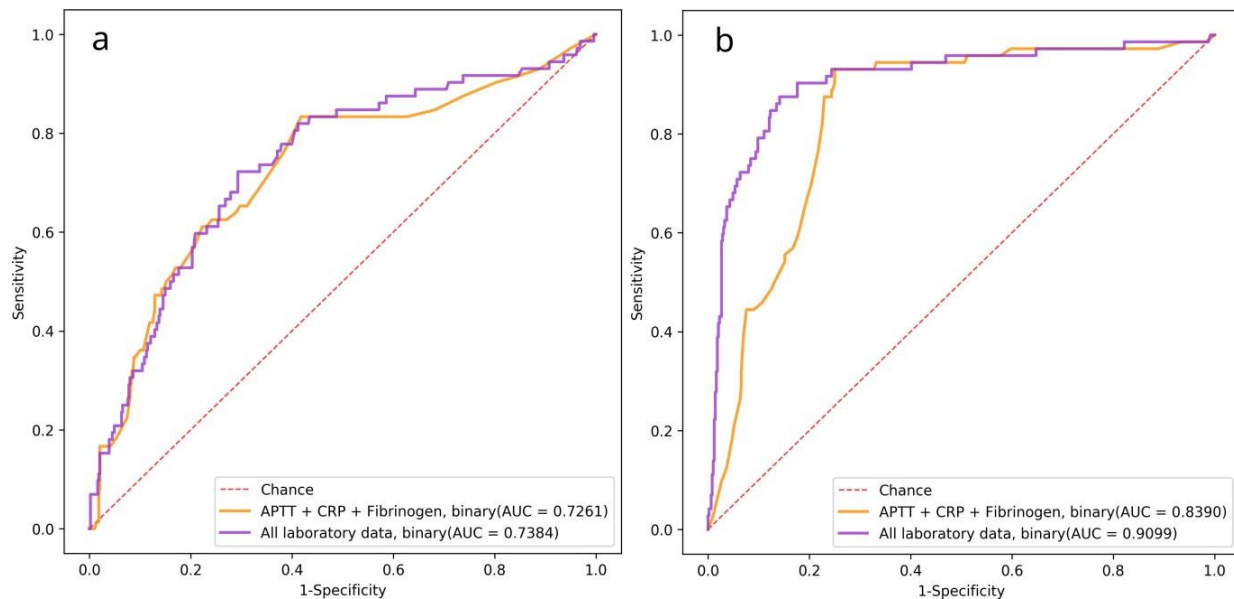 a
1.0
0.8
0.6
0.4
0.2
0.0
Sensitivity
0.0 0.2 0.4 0.6 0.8 1.0
1-Specificity
Chance
APTT + CRP + Fibrinogen, binary(AUC = 0.7261)
All laboratory data, binary(AUC = 0.7384)
b
1.0
0.8
0.6
0.4
0.2
0.0
Sensitivity
0.0 0.2 0.4 0.6 0.8 1.0
1-Specificity
Chance
APTT + CRP + Fibrinogen, binary(AUC = 0.8390)
All laboratory data, binary(AUC = 0.9099)